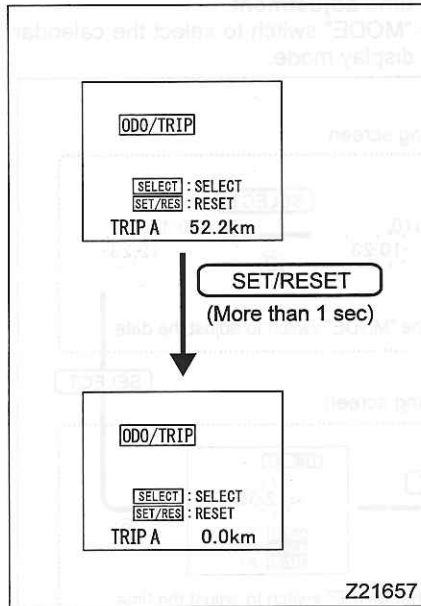 ODO/TRIP
SELECT : SELECT
SET/RES : RESET
TRIP A 52.2km
SET/RESET
(More than 1 sec)
ODO/TRIP
SELECT : SELECT
SET/RES : RESET
TRIP A 0.0km
Z21657